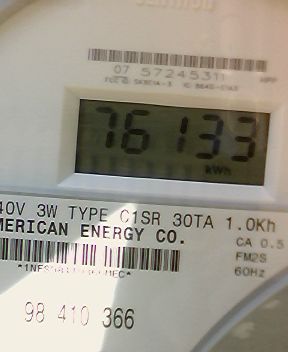 07 57245311
76133
kWh
40V 3W TYPE C1SR 30TA 1.0Kh
MERICAN ENERGY CO.
CA 0.5
FM2S
60Hz
98 410 366